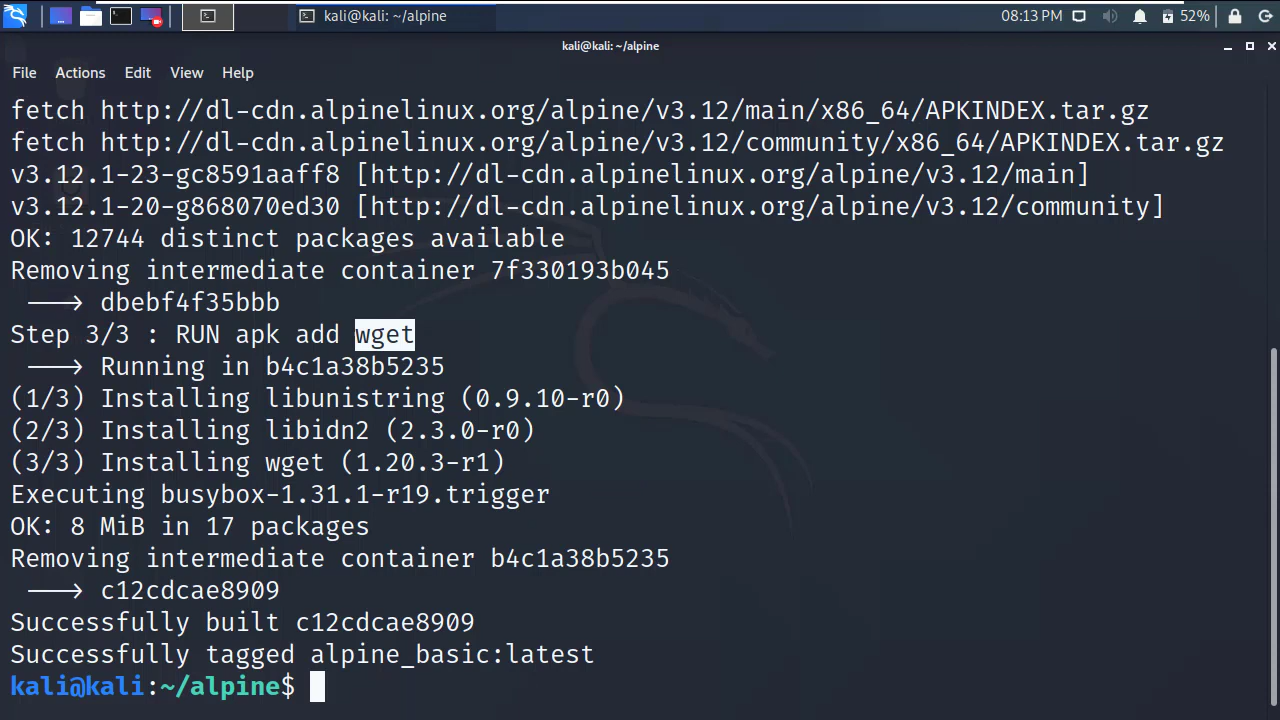 kali@kali: ~/alpine
08:13 PM
52%
kali@kali: ~/alpine
File Actions Edit View Help
fetch http://dl-cdn.alpinelinux.org/alpine/v3.12/main/x86_64/APKINDEX.tar.gz
fetch http://dl-cdn.alpinelinux.org/alpine/v3.12/community/x86_64/APKINDEX.tar.gz
v3.12.1-23-gc8591aaff8 [http://dl-cdn.alpinelinux.org/alpine/v3.12/main]
v3.12.1-20-g868070ed30 [http://dl-cdn.alpinelinux.org/alpine/v3.12/community]
OK: 12744 distinct packages available
Removing intermediate container 7f330193b045
---> dbebf4f35bbb
Step 3/3 : RUN apk add wget
---> Running in b4c1a38b5235
(1/3) Installing libunistring (0.9.10-r0)
(2/3) Installing libidn2 (2.3.0-r0)
(3/3) Installing wget (1.20.3-r1)
Executing busybox-1.31.1-r19.trigger
OK: 8 MiB in 17 packages
Removing intermediate container b4c1a38b5235
---> c12cdcae8909
Successfully built c12cdcae8909
Successfully tagged alpine_basic:latest
kali@kali:~/alpine$